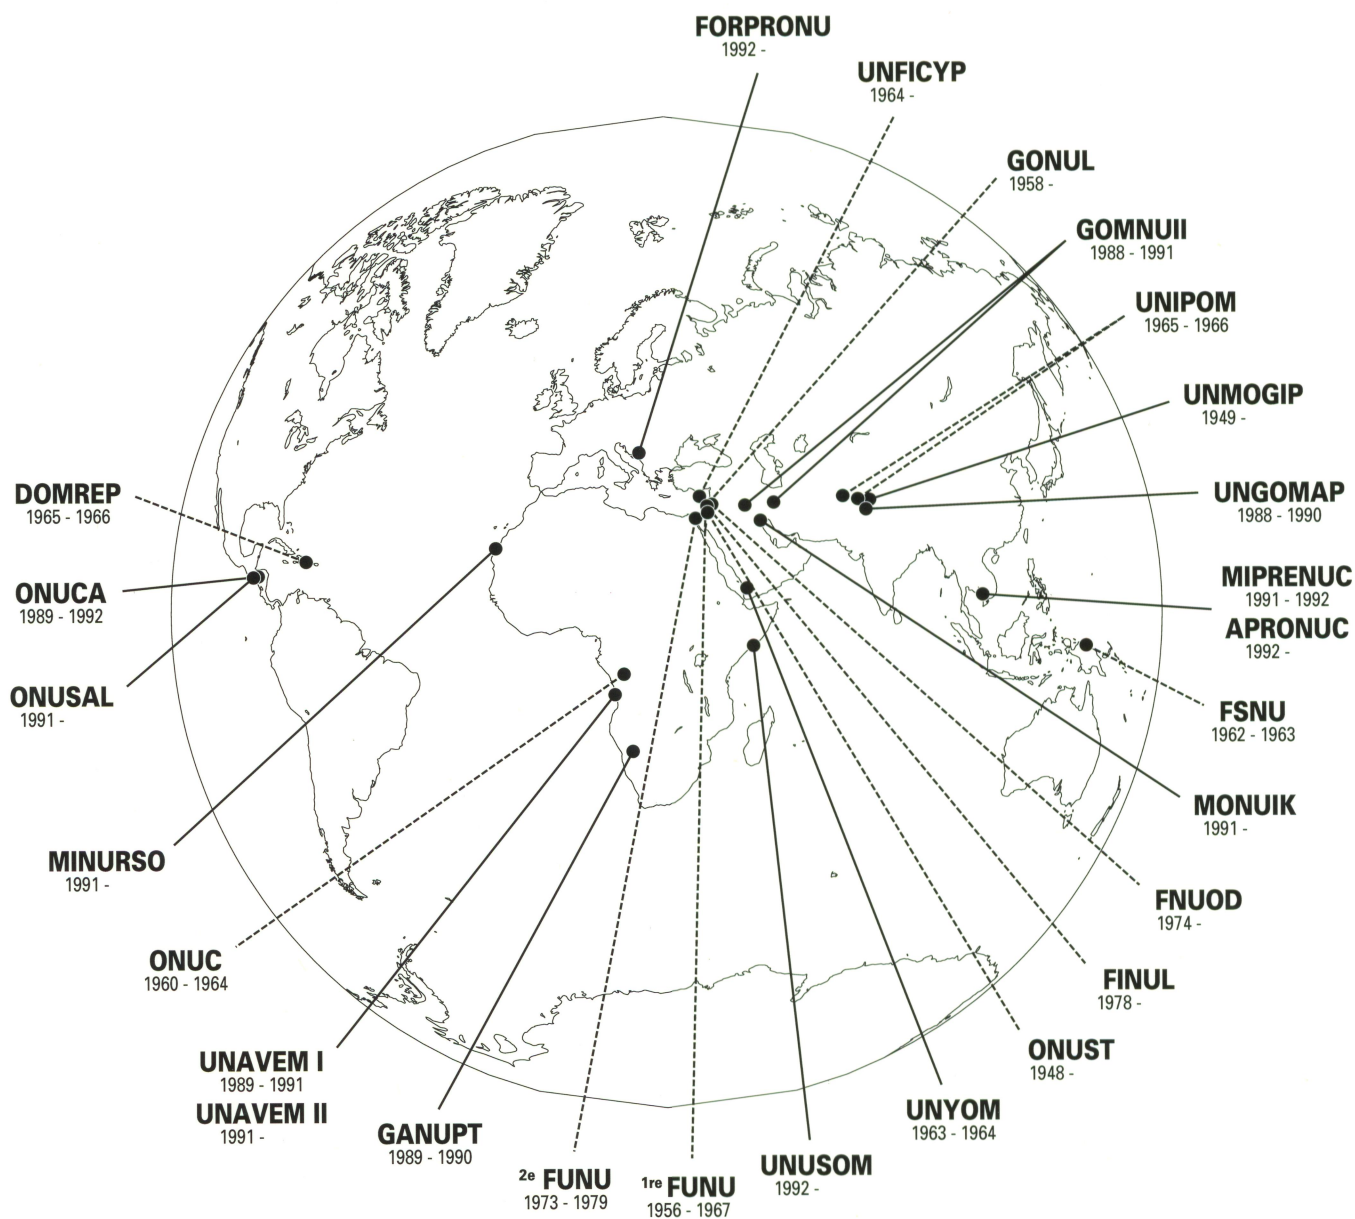 FORPRONU
1992 -
UNFICYP
1964 -
GONUL
1958 -
GOMNUII
1988 - 1991
UNIPOM
1965 - 1966
UNMOGIP
1949 -
UNGOMAP
1988 - 1990
MIPRENUC
1991 - 1992
APRONUC
1992 -
FSNU
1962 - 1963
MONUIK
1991 -
FNUOD
1974 -
FINUL
1978 -
ONUST
1948 -
UNYOM
1963 - 1964
UNUSOM
1992 -
1re FUNU
1956 - 1967
2e FUNU
1973 - 1979
GANUPT
1989 - 1990
UNAVEM I
1989 - 1991
UNAVEM II
1991 -
ONUC
1960 - 1964
MINURSO
1991 -
ONUSAL
1991 -
ONUCA
1989 - 1992
DOMREP
1965 - 1966